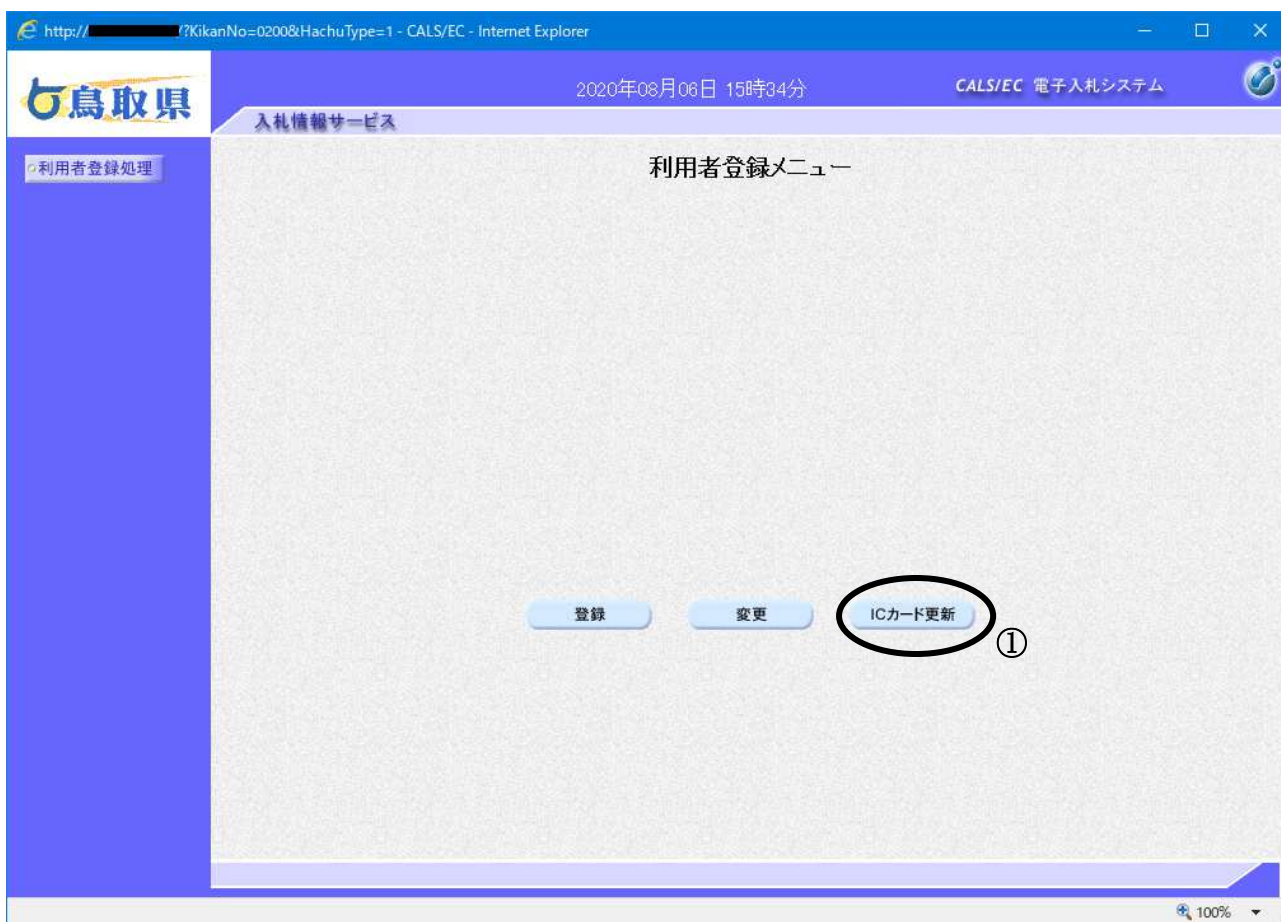 http:// /?KikanNo=0200&HachuType=1 - CALS/EC - Internet Explorer
鳥取県
2020年08月06日 15時34分
CALS/EC 電子入札システム
入札情報サービス
利用者登録処理
利用者登録メニュー
登録
変更
ICカード更新
①
100%